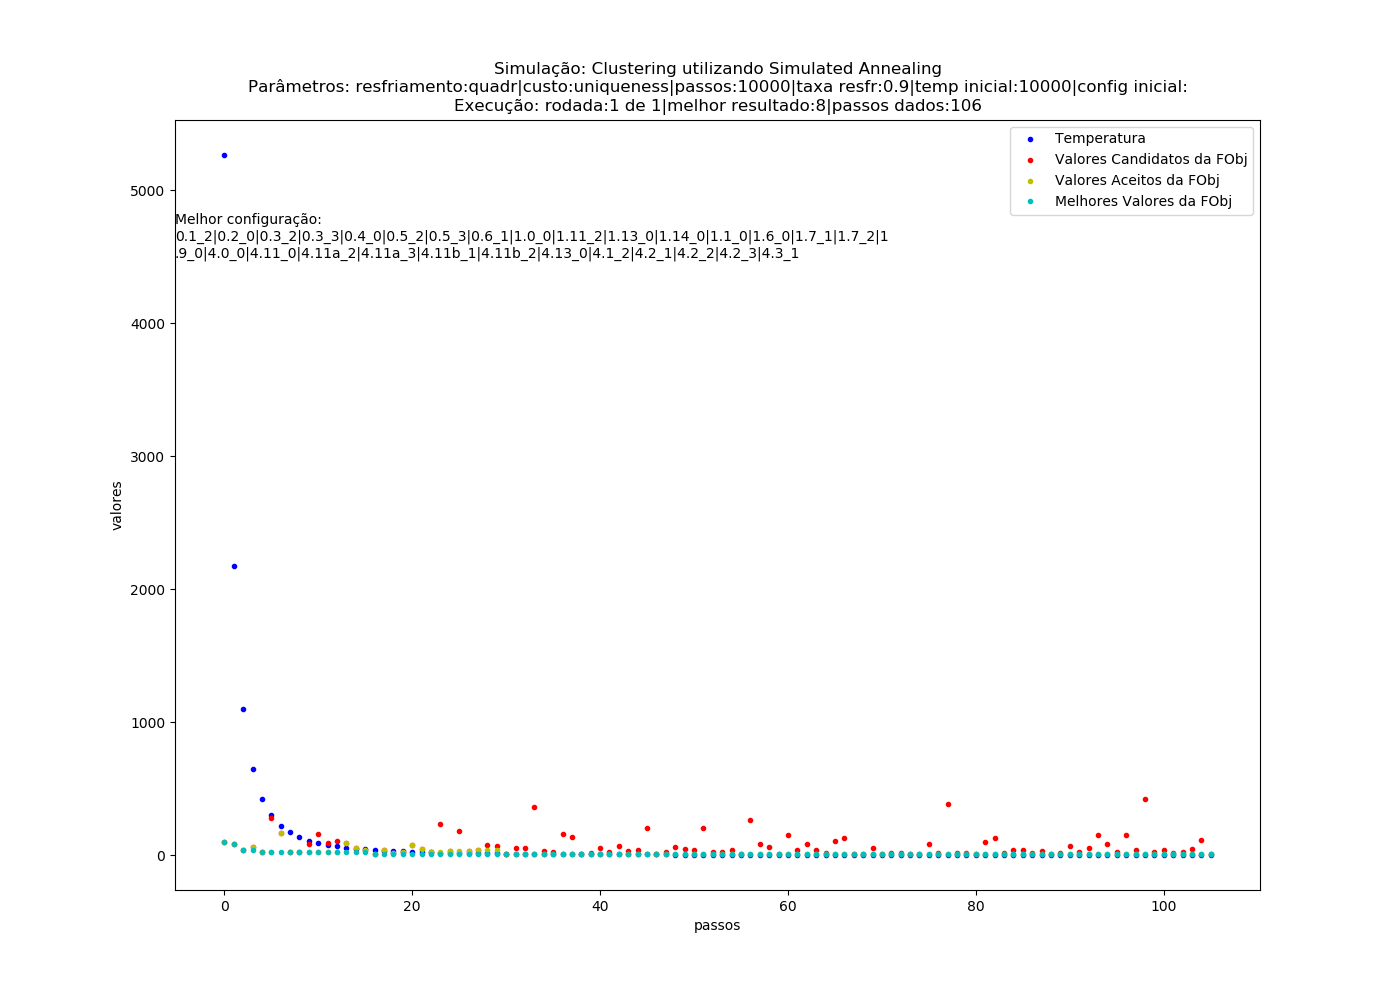 Simulação: Clustering utilizando Simulated Annealing
Parâmetros: resfriamento:quadr|custo:uniqueness|passos:10000|taxa resfr:0.9|temp inicial:10000|config inicial:
Execução: rodada:1 de 1|melhor resultado:8|passos dados:106
Temperatura
Valores Candidatos da FObj
Valores Aceitos da FObj
Melhores Valores da FObj
5000
Melhor configuração:
0.1_2|0.2_0|0.3_2|0.3_3|0.4_0|0.5_2|0.5_3|0.6_1|1.0_0|1.11_2|1.13_0|1.14_0|1.1_0|1.6_0|1.7_1|1.7_2|1
.9_0|4.0_0|4.11_0|4.11a_2|4.11a_3|4.11b_1|4.11b_2|4.13_0|4.1_2|4.2_1|4.2_2|4.2_3|4.3_1
4000
3000
valores
2000
1000
0
0 20 40 60 80 100
passos